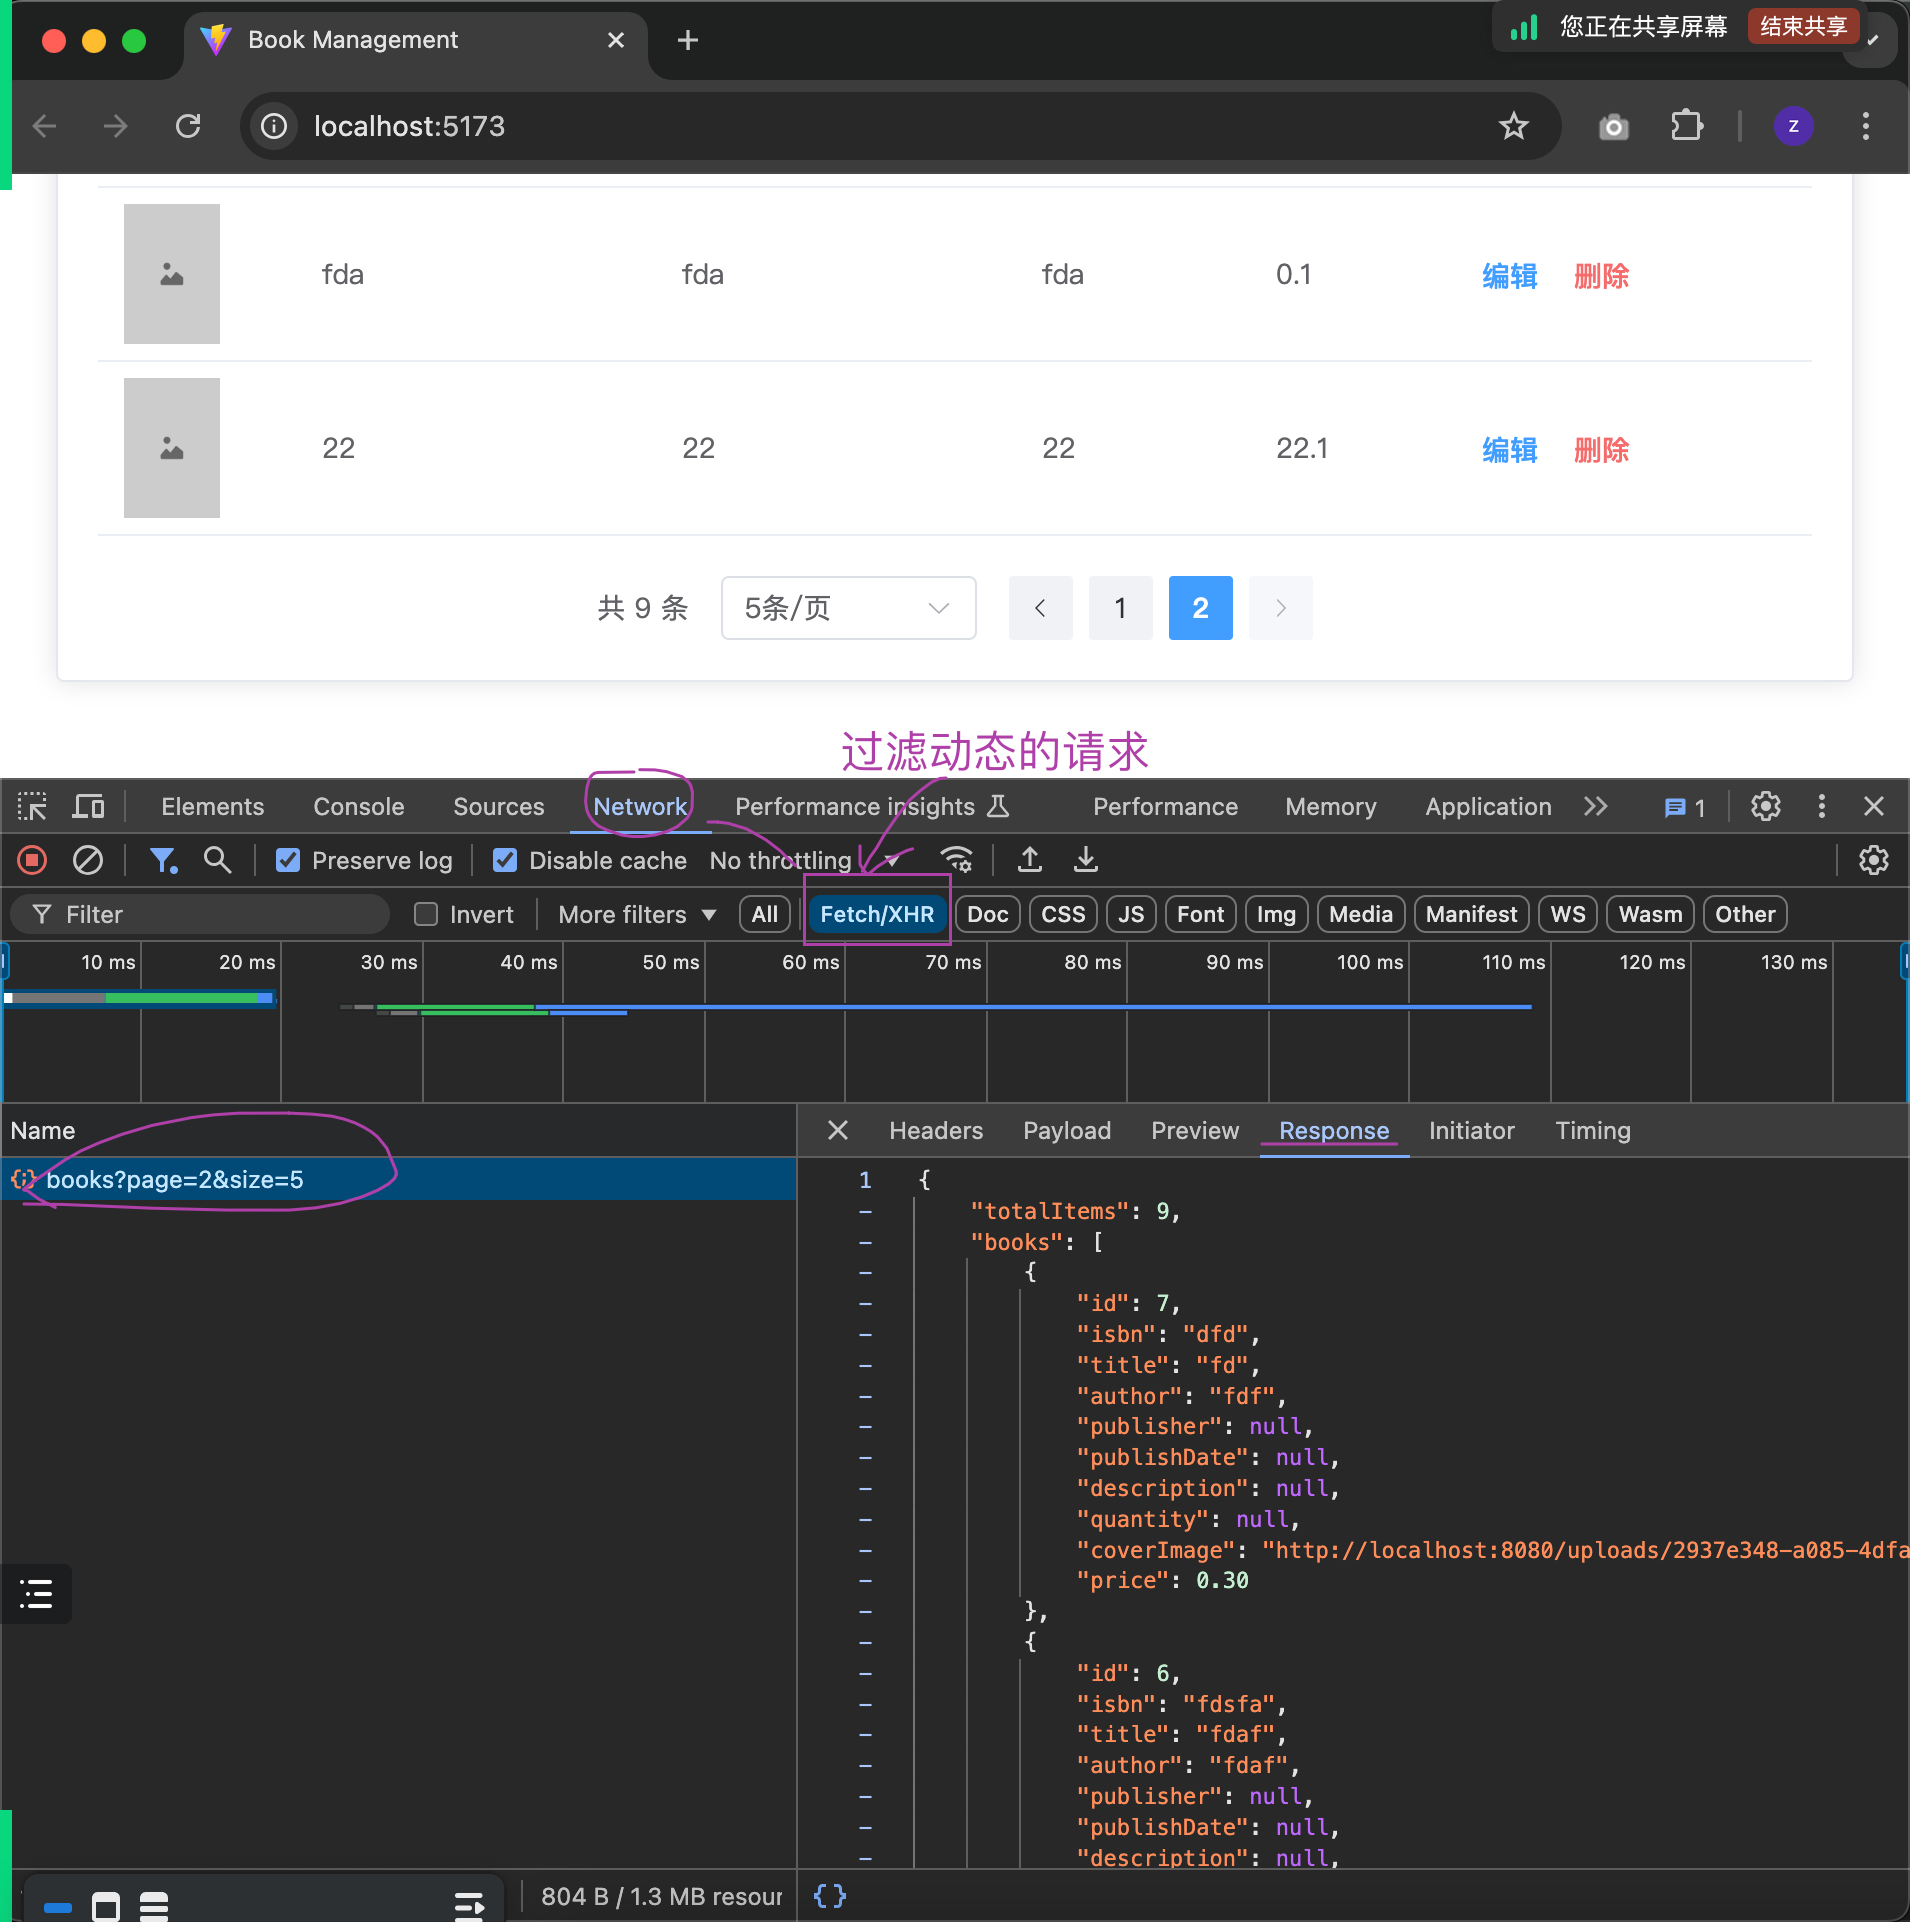 Book Management
您正在共享屏幕 结束共享
localhost:5173
z
fda fda fda 0.1 编辑 删除
22 22 22 22.1 编辑 删除
共 9 条 5条/页 1 2
过滤动态的请求
Elements Console Sources Network Performance insights Performance Memory Application 1
Preserve log Disable cache No throttling
Filter Invert More filters All Fetch/XHR Doc CSS JS Font Img Media Manifest WS Wasm Other
10 ms 20 ms 30 ms 40 ms 50 ms 60 ms 70 ms 80 ms 90 ms 100 ms 110 ms 120 ms 130 ms
Name Headers Payload Preview Response Initiator Timing
{;} books?page=2&size=5
1 {
- "totalItems": 9,
- "books": [
- {
- "id": 7,
- "isbn": "dfd",
- "title": "fd",
- "author": "fdf",
- "publisher": null,
- "publishDate": null,
- "description": null,
- "quantity": null,
- "coverImage": "http://localhost:8080/uploads/2937e348-a085-4dfa
- "price": 0.30
- },
- {
- "id": 6,
- "isbn": "fdsfa",
- "title": "fdaf",
- "author": "fdaf",
- "publisher": null,
- "publishDate": null,
- "description": null,
804 B / 1.3 MB resour {}